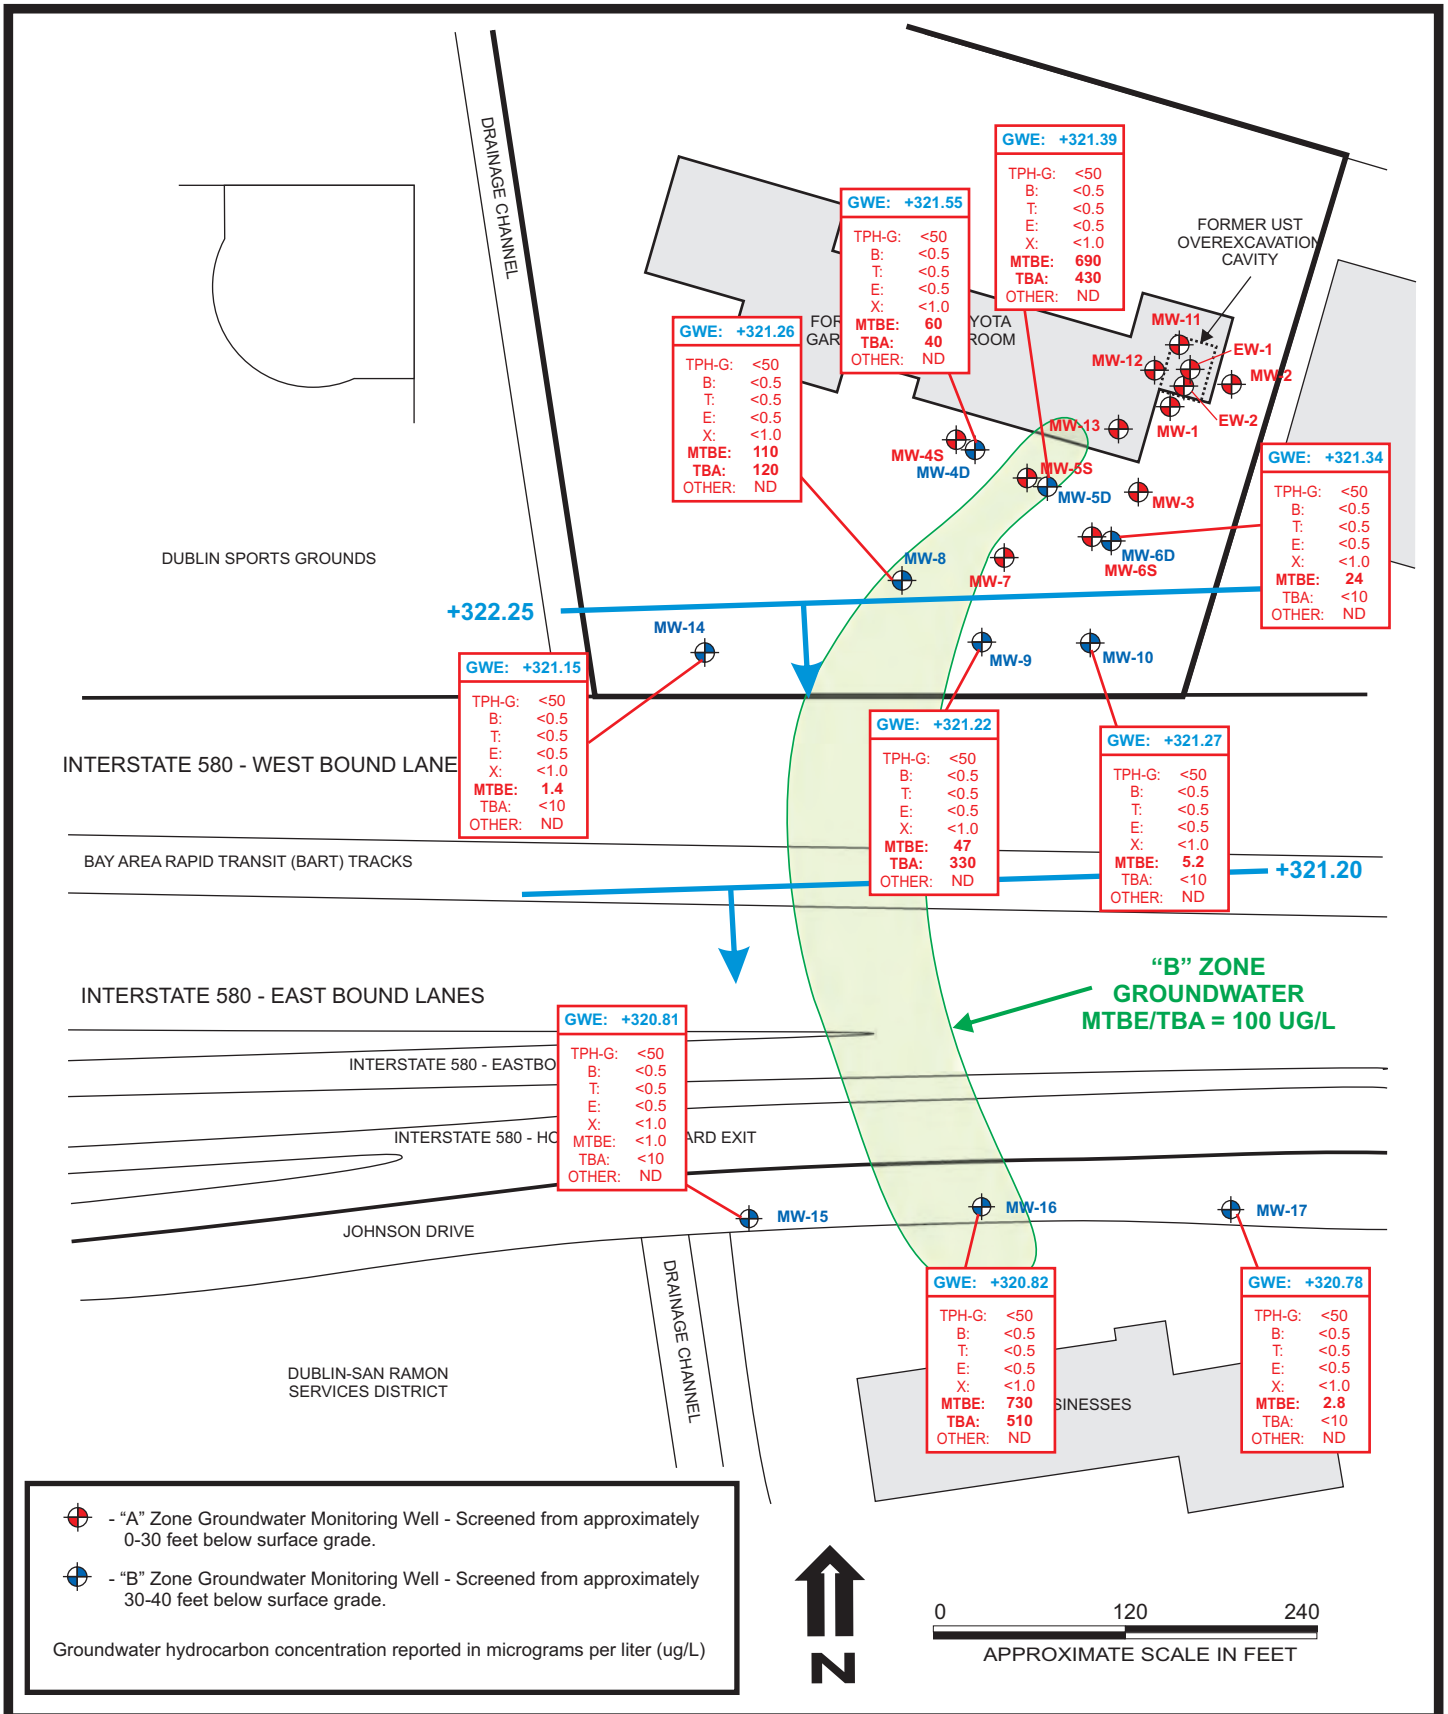 DRAINAGE CHANNEL
GWE: +321.39
TPH-G: <50
B: <0.5
T: <0.5
E: <0.5
X: <1.0
MTBE: 690
TBA: 430
OTHER: ND
GWE: +321.55
TPH-G: <50
B: <0.5
T: <0.5
E: <0.5
X: <1.0
MTBE: 60
TBA: 40
OTHER: ND
FORMER UST
OVEREXCAVATION
CAVITY
GWE: +321.26
TPH-G: <50
B: <0.5
T: <0.5
E: <0.5
X: <1.0
MTBE: 110
TBA: 120
OTHER: ND
FOR YOTA
GAR ROOM
MW-11
EW-1
MW-12
MW-2
EW-2
MW-1
MW-13
MW-4S
MW-4D
MW-5S
MW-5D
MW-3
GWE: +321.34
TPH-G: <50
B: <0.5
T: <0.5
E: <0.5
X: <1.0
MTBE: 24
TBA: <10
OTHER: ND
DUBLIN SPORTS GROUNDS
MW-8
MW-7
MW-6D
MW-6S
+322.25
MW-14
MW-9
MW-10
GWE: +321.15
TPH-G: <50
B: <0.5
T: <0.5
E: <0.5
X: <1.0
MTBE: 1.4
TBA: <10
OTHER: ND
GWE: +321.22
TPH-G: <50
B: <0.5
T: <0.5
E: <0.5
X: <1.0
MTBE: 47
TBA: 330
OTHER: ND
GWE: +321.27
TPH-G: <50
B: <0.5
T: <0.5
E: <0.5
X: <1.0
MTBE: 5.2
TBA: <10
OTHER: ND
INTERSTATE 580 - WEST BOUND LANE
BAY AREA RAPID TRANSIT (BART) TRACKS
+321.20
INTERSTATE 580 - EAST BOUND LANES
“B” ZONE
GROUNDWATER
MTBE/TBA = 100 UG/L
GWE: +320.81
TPH-G: <50
B: <0.5
T: <0.5
E: <0.5
X: <1.0
MTBE: <1.0
TBA: <10
OTHER: ND
INTERSTATE 580 - EASTBO
INTERSTATE 580 - HO ARD EXIT
MW-15
MW-16
MW-17
JOHNSON DRIVE
DRAINAGE CHANNEL
GWE: +320.82
TPH-G: <50
B: <0.5
T: <0.5
E: <0.5
X: <1.0
MTBE: 730
TBA: 510
OTHER: ND
GWE: +320.78
TPH-G: <50
B: <0.5
T: <0.5
E: <0.5
X: <1.0
MTBE: 2.8
TBA: <10
OTHER: ND
DUBLIN-SAN RAMON
SERVICES DISTRICT
SINESSES
- “A” Zone Groundwater Monitoring Well - Screened from approximately
0-30 feet below surface grade.
- “B” Zone Groundwater Monitoring Well - Screened from approximately
30-40 feet below surface grade.
Groundwater hydrocarbon concentration reported in micrograms per liter (ug/L)
N
0 120 240
APPROXIMATE SCALE IN FEET